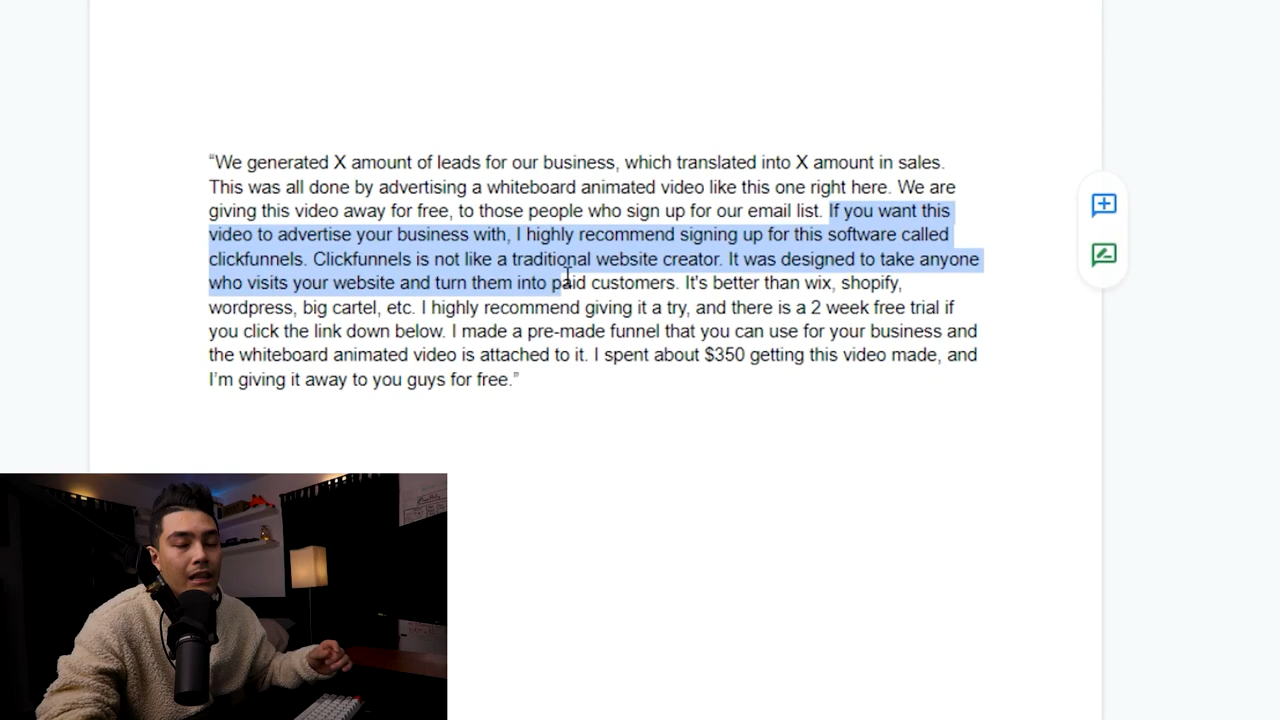 “We generated X amount of leads for our business, which translated into X amount in sales.
This was all done by advertising a whiteboard animated video like this one right here. We are
giving this video away for free, to those people who sign up for our email list. If you want this
video to advertise your business with, I highly recommend signing up for this software called
clickfunnels. Clickfunnels is not like a traditional website creator. It was designed to take anyone
who visits your website and turn them into paid customers. It's better than wix, shopify,
wordpress, big cartel, etc. I highly recommend giving it a try, and there is a 2 week free trial if
you click the link down below. I made a pre-made funnel that you can use for your business and
the whiteboard animated video is attached to it. I spent about $350 getting this video made, and
I’m giving it away to you guys for free.”